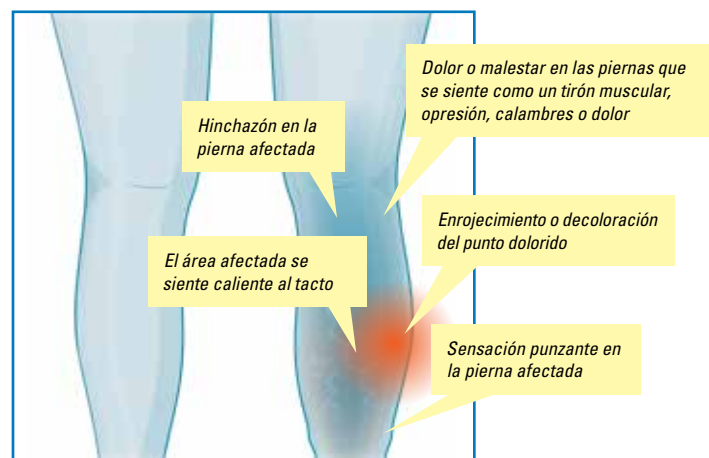 Dolor o malestar en las piernas que
se siente como un tirón muscular,
opresión, calambres o dolor
Hinchazón en la
pierna afectada
Enrojecimiento o decoloración
del punto dolorido
El área afectada se
siente caliente al tacto
Sensación punzante en
la pierna afectada